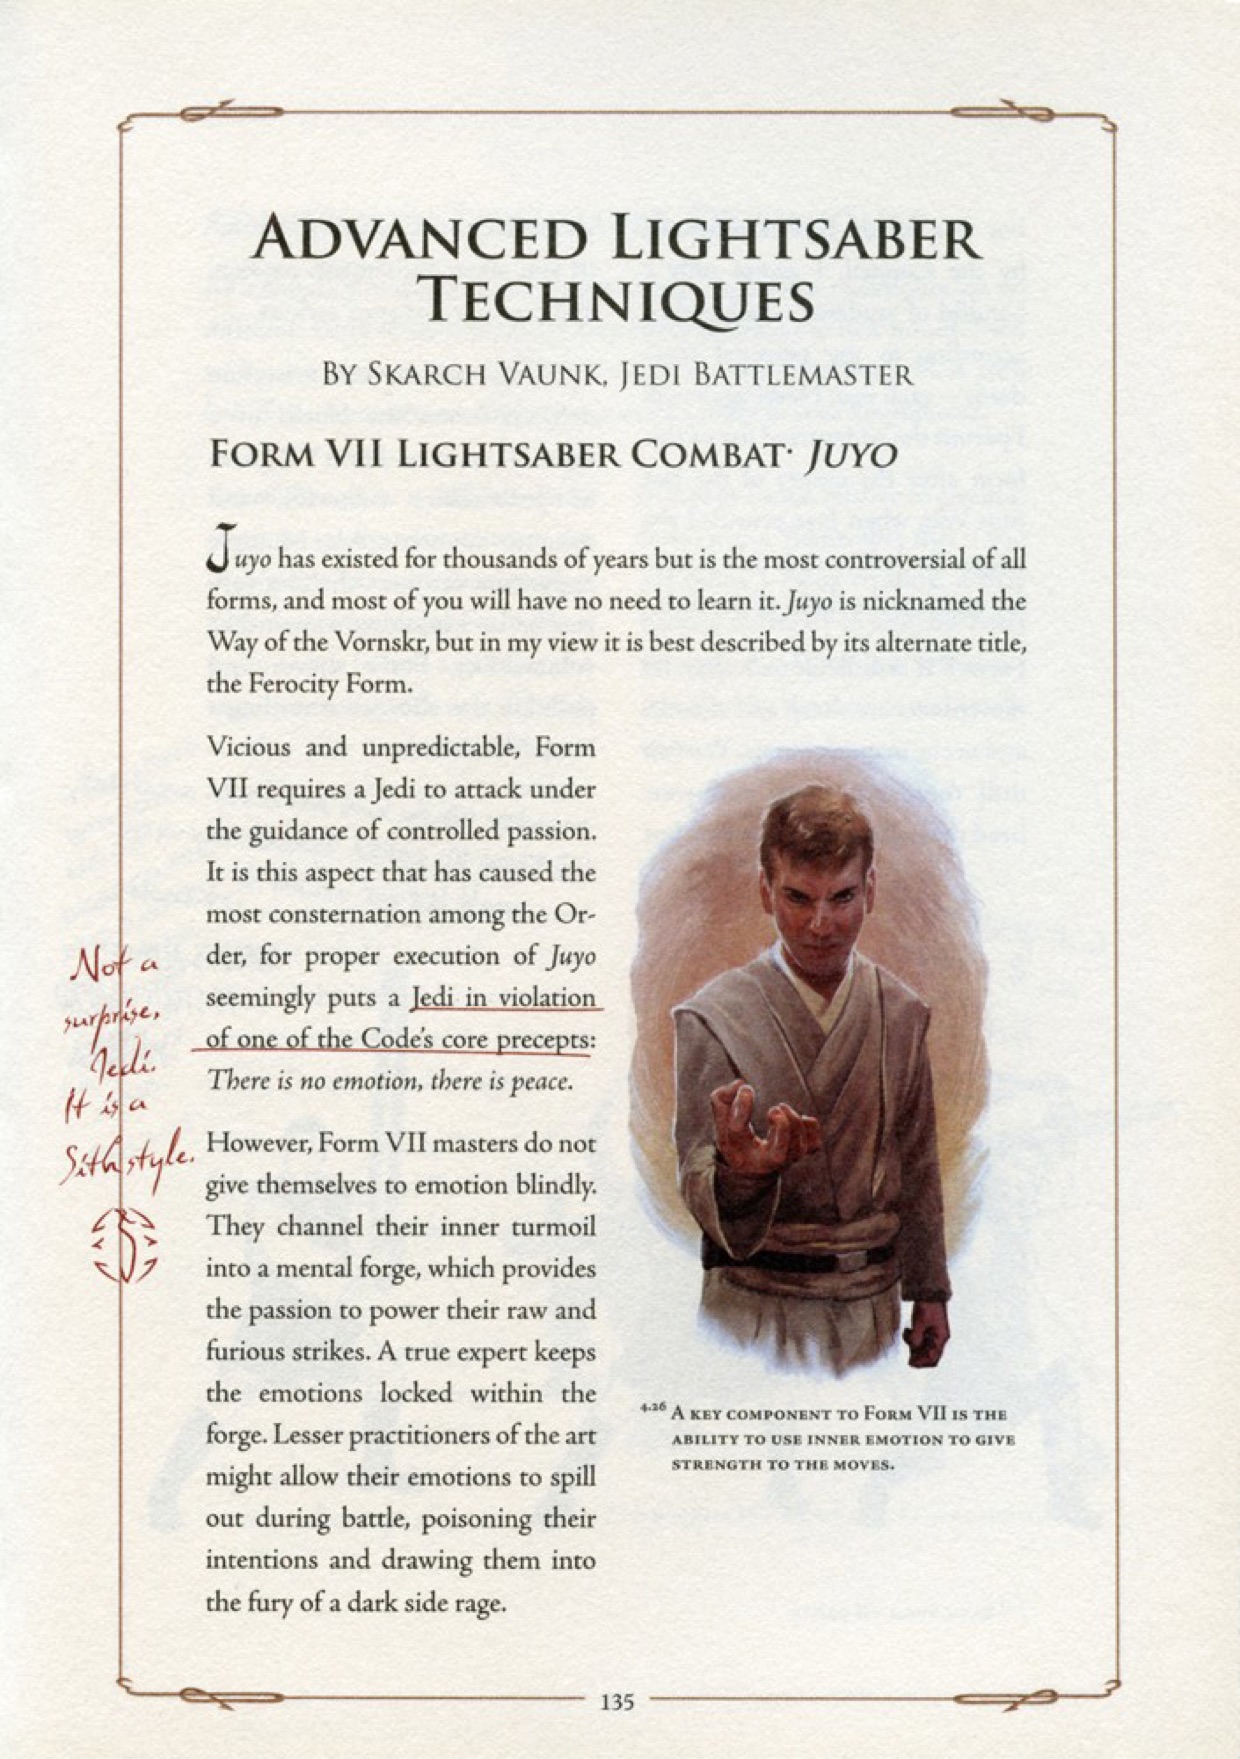 ADVANCED LIGHTSABER
TECHNIQUES
BY SKARCH VAUNK, JEDI BATTLEMASTER
FORM VII LIGHTSABER COMBAT· JUYO
Juyo has existed for thousands of years but is the most controversial of all
forms, and most of you will have no need to learn it. Juyo is nicknamed the
Way of the Vornskr, but in my view it is best described by its alternate title,
the Ferocity Form.
Vicious and unpredictable, Form
VII requires a Jedi to attack under
the guidance of controlled passion.
It is this aspect that has caused the
most consternation among the Or-
der, for proper execution of Juyo
seemingly puts a Jedi in violation
of one of the Code's core precepts:
There is no emotion, there is peace.
Not a
surprise,
Jedi.
It is a
Sith style.
However, Form VII masters do not
give themselves to emotion blindly.
They channel their inner turmoil
into a mental forge, which provides
the passion to power their raw and
furious strikes. A true expert keeps
the emotions locked within the
forge. Lesser practitioners of the art
might allow their emotions to spill
out during battle, poisoning their
intentions and drawing them into
the fury of a dark side rage.
4.26 A KEY COMPONENT TO FORM VII IS THE
ABILITY TO USE INNER EMOTION TO GIVE
STRENGTH TO THE MOVES.
135